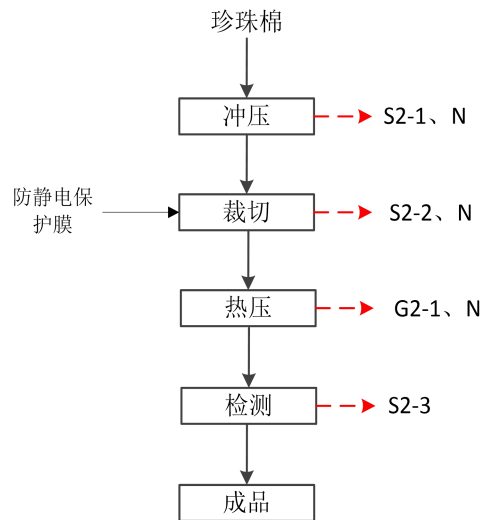 珍珠棉
冲压
S2-1、N
防静电保
护膜
裁切
S2-2、N
热压
G2-1、N
检测
S2-3
成品